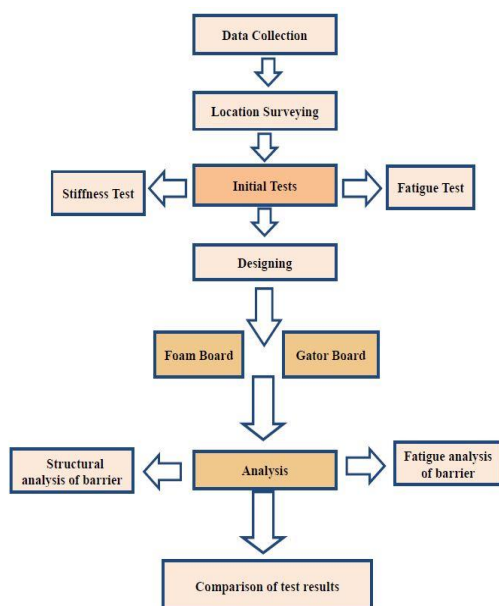 Data Collection
Location Surveying
Stiffness Test
Initial Tests
Fatigue Test
Designing
Foam Board
Gator Board
Structural
analysis of barrier
Analysis
Fatigue analysis
of barrier
Comparison of test results